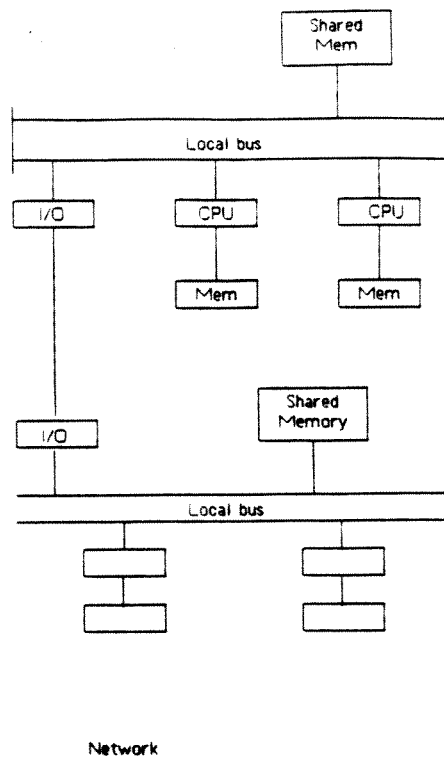 Shared
Mem
Local bus
I/O
CPU
CPU
Mem
Mem
I/O
Shared
Memory
Local bus
Network